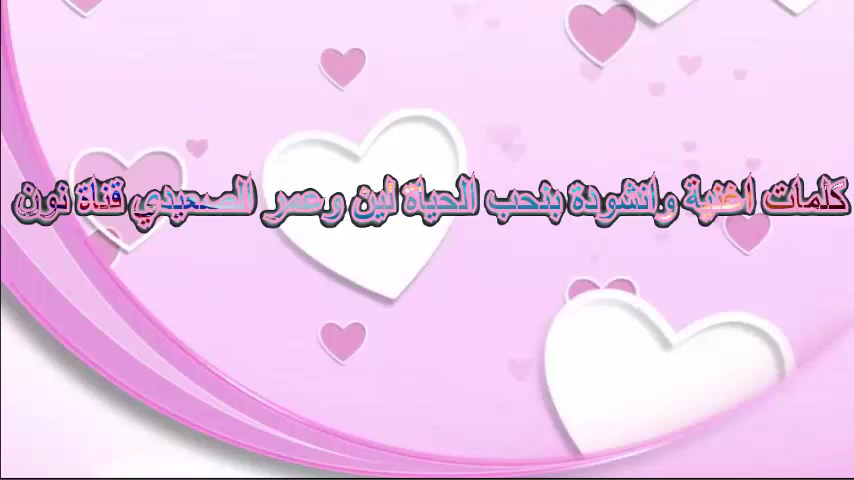 كلمات اغنية وانشودة بنحب الحياة لين وعمر الصعيدي قناة نون